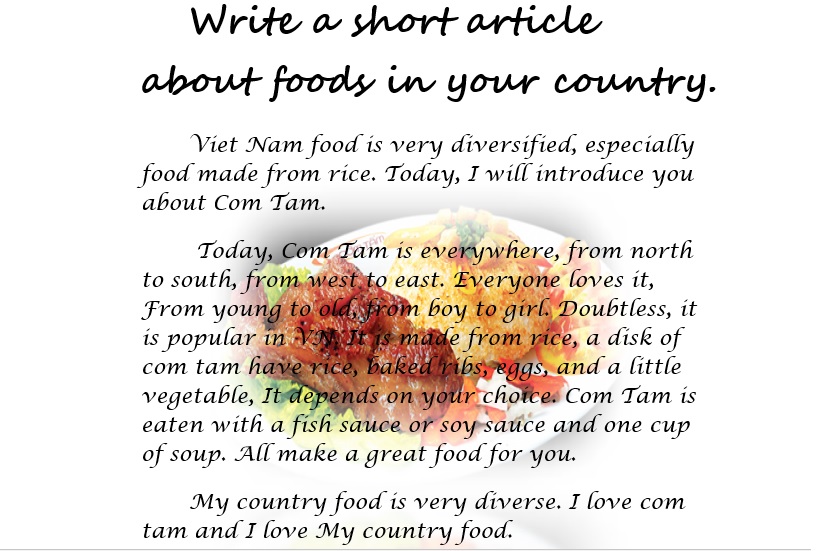 Write a short article
about foods in your country.
Viet Nam food is very diversified, especially
food made from rice. Today, I will introduce you
about Com Tam.
Today, Com Tam is everywhere, from north
to south, from west to east. Everyone loves it,
From young to old, from boy to girl. Doubtless, it
is popular in VN. It is made from rice, a disk of
com tam have rice, baked ribs, eggs, and a little
vegetable, It depends on your choice. Com Tam is
eaten with a fish sauce or soy sauce and one cup
of soup. All make a great food for you.
My country food is very diverse. I love com
tam and I love My country food.